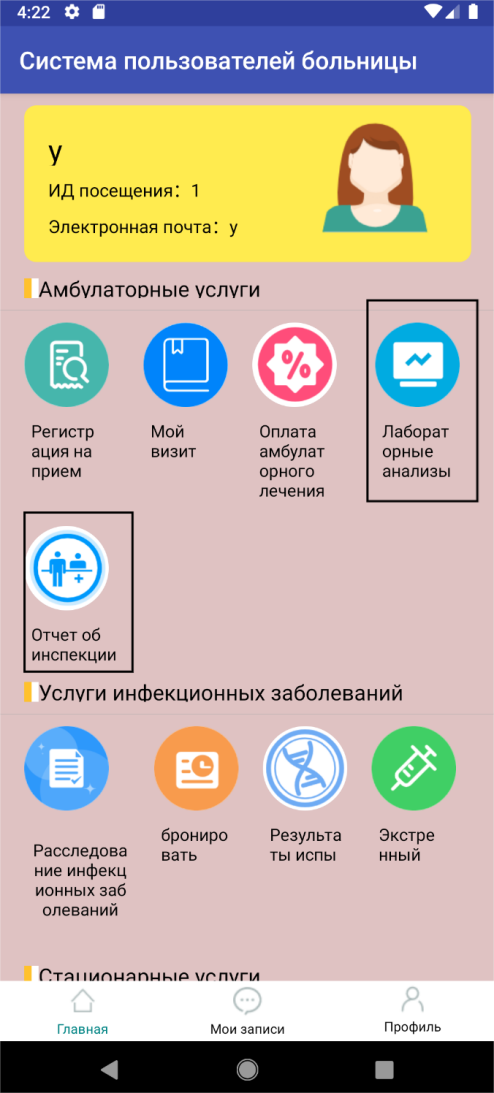 4:22
Система пользователей больницы
y
ИД посещения: 1
Электронная почта: y
Амбулаторные услуги
Регистр
ация на
прием
Мой
визит
Оплата
амбулат
орного
лечения
Лаборат
орные
анализы
Отчет об
инспекции
Услуги инфекционных заболеваний
Расследова
ние инфекц
ионных заб
олеваний
брониро
вать
Результа
ты испы
Экстре
нный
Стационарные услуги
Главная
Мои записи
Профиль